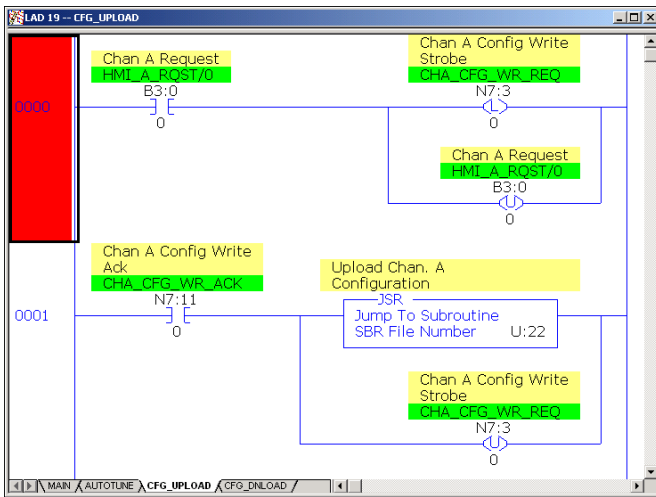 LAD 19 -- CFG_UPLOAD
0000
Chan A Request
HMI_A_RQST/0
B3:0
0
Chan A Config Write
Strobe
CHA_CFG_WR_REQ
N7:3
L
0
Chan A Request
HMI_A_RQST/0
B3:0
U
0
0001
Chan A Config Write
Ack
CHA_CFG_WR_ACK
N7:11
0
Upload Chan. A
Configuration
JSR
Jump To Subroutine
SBR File Number U:22
Chan A Config Write
Strobe
CHA_CFG_WR_REQ
N7:3
U
0
MAIN AUTOTUNE CFG_UPLOAD CFG_DNLOAD